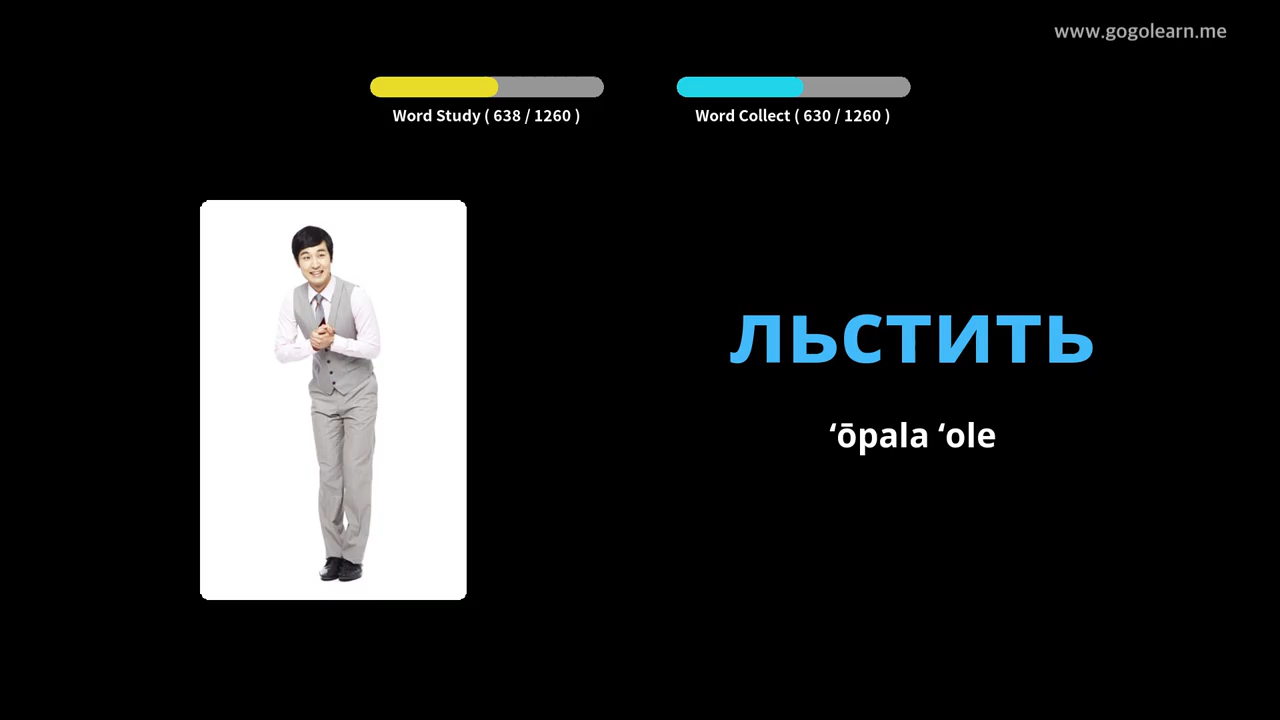 www.gogolearn.me
Word Study ( 638 / 1260 )
Word Collect ( 630 / 1260 )
льстить
ʻōpala ʻole